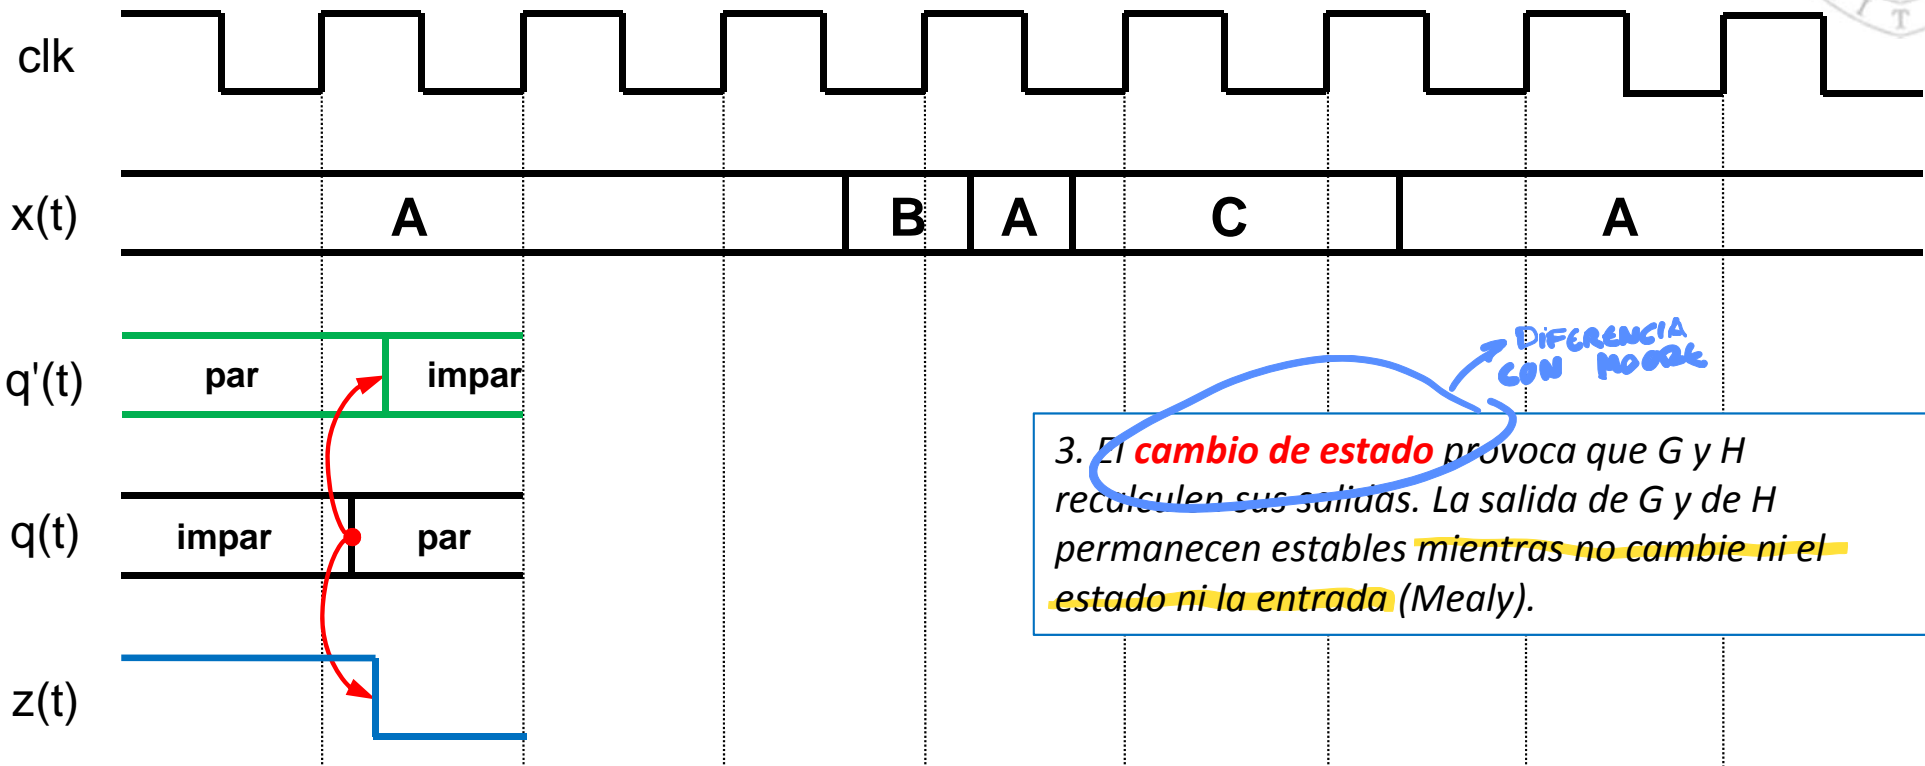 clk
x(t)
A
B
A
C
A
q'(t)
par
impar
DIFERENCIA
CON MOORE
3. El cambio de estado provoca que G y H
recalculen sus salidas. La salida de G y de H
permanecen estables mientras no cambie ni el
estado ni la entrada (Mealy).
q(t)
impar
par
z(t)